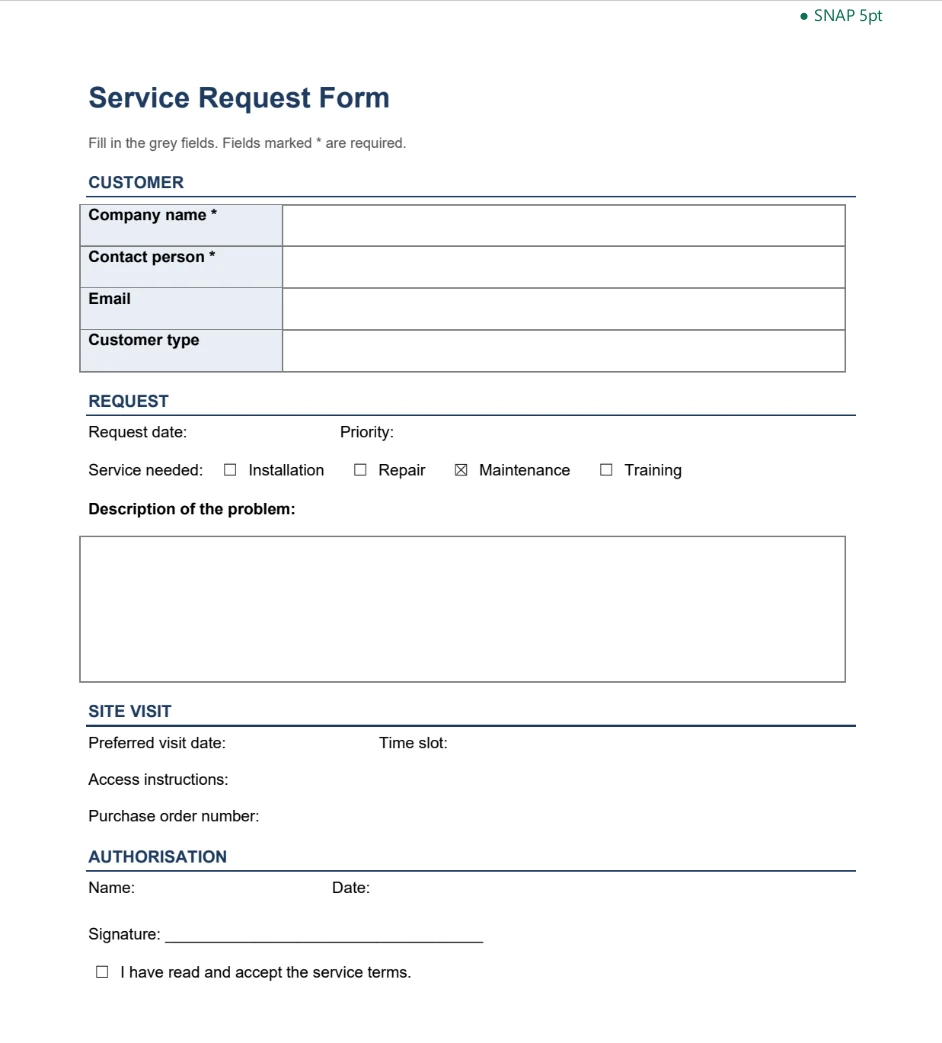 ● SNAP 5pt
Service Request Form
Fill in the grey fields. Fields marked * are required.
CUSTOMER
Company name *
Contact person *
Email
Customer type
REQUEST
Request date: Priority:
Service needed: ☐ Installation ☐ Repair ☒ Maintenance ☐ Training
Description of the problem:
SITE VISIT
Preferred visit date: Time slot:
Access instructions:
Purchase order number:
AUTHORISATION
Name: Date:
Signature: ____________________________________
☐ I have read and accept the service terms.